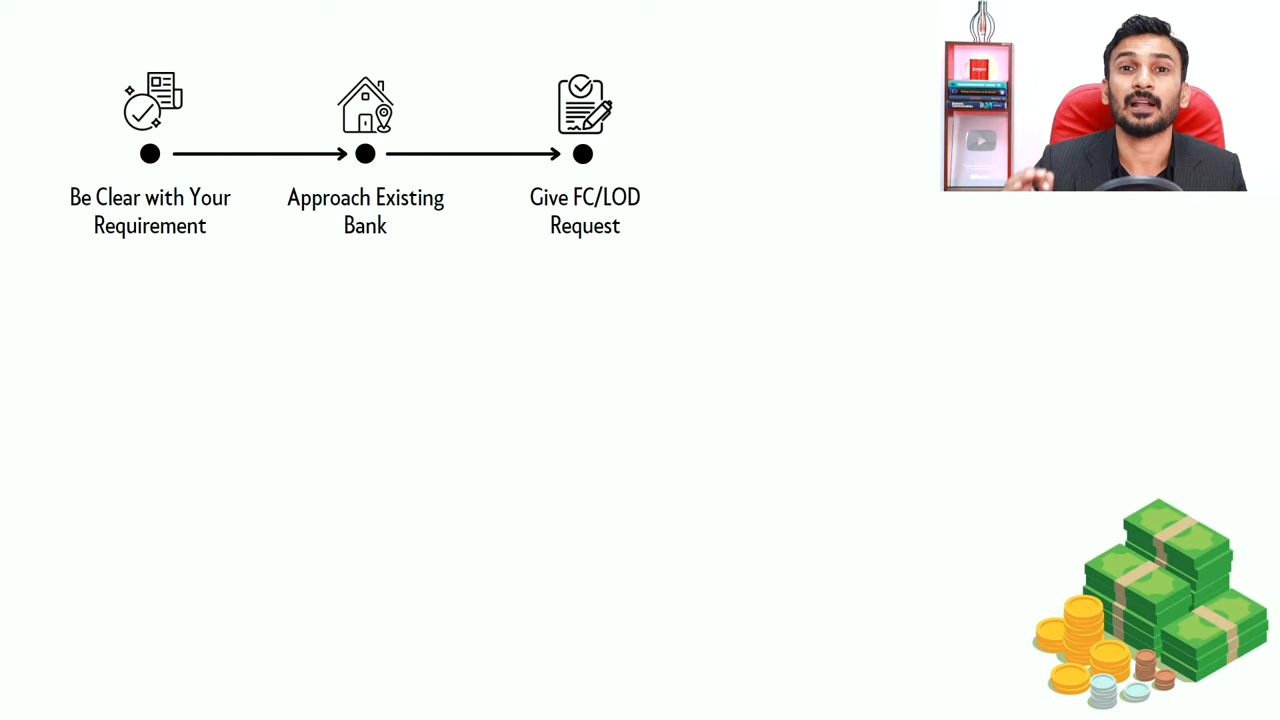 Be Clear with Your
Requirement
Approach Existing
Bank
Give FC/LOD
Request